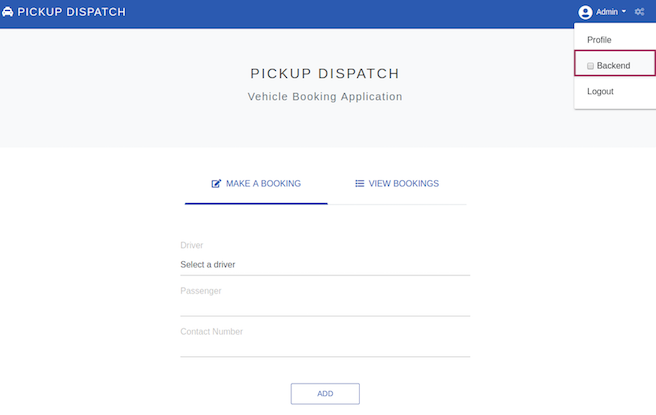 PICKUP DISPATCH
Admin
Profile
Backend
Logout
PICKUP DISPATCH
Vehicle Booking Application
MAKE A BOOKING
VIEW BOOKINGS
Driver
Select a driver
Passenger
Contact Number
ADD